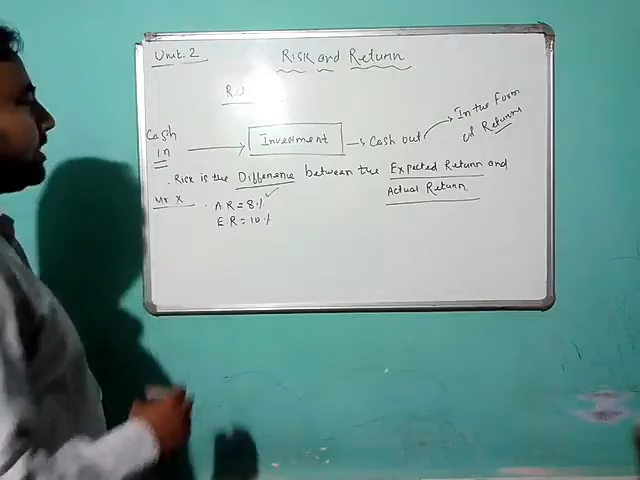 Unit. 2
Risk and Return
Cash in → Investment → Cash out → In the Form of Returns
. Risk is the Difference between the Expected Return and
Actual Return
Mr X . A.R = 8% ✓
E.R = 10%